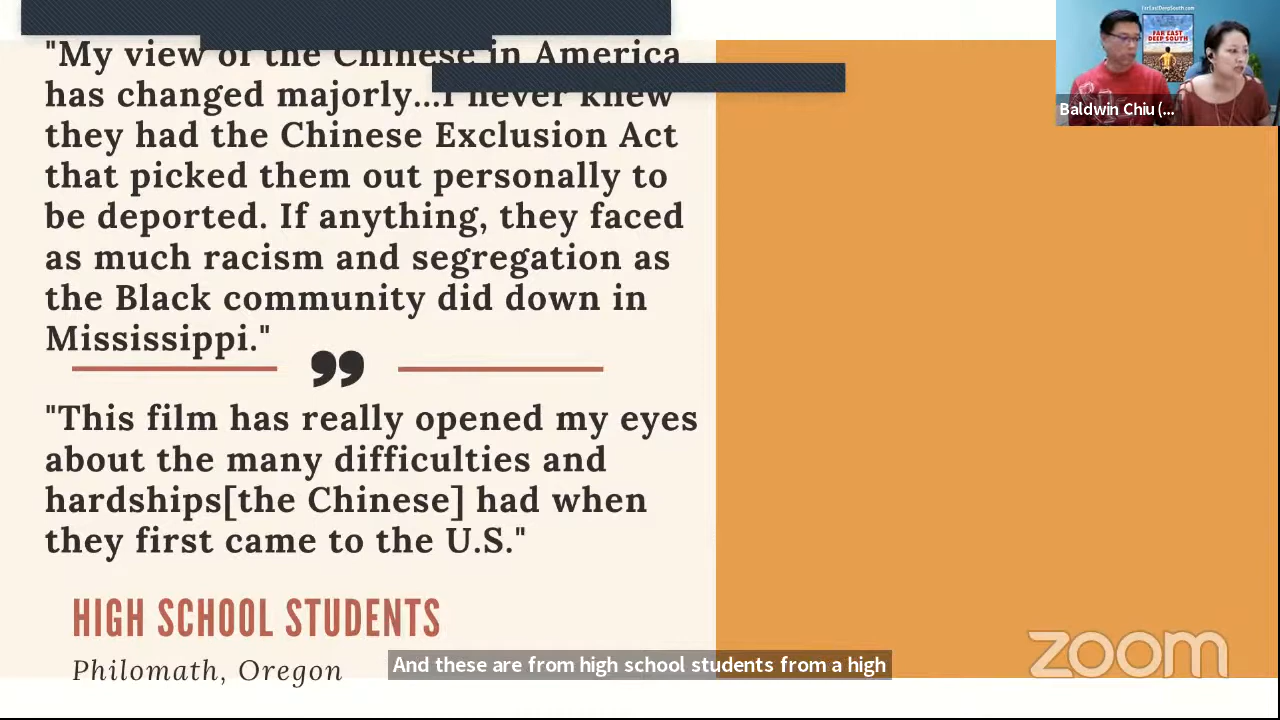 "My view of the Chinese in America
has changed majorly...I never knew
they had the Chinese Exclusion Act
that picked them out personally to
be deported. If anything, they faced
as much racism and segregation as
the Black community did down in
Mississippi."
”
"This film has really opened my eyes
about the many difficulties and
hardships[the Chinese] had when
they first came to the U.S."
HIGH SCHOOL STUDENTS
Philomath, Oregon
And these are from high school students from a high
FarEastDeepSouth.com
FAR EAST
DEEP SOUTH
Baldwin Chiu (...
zoom